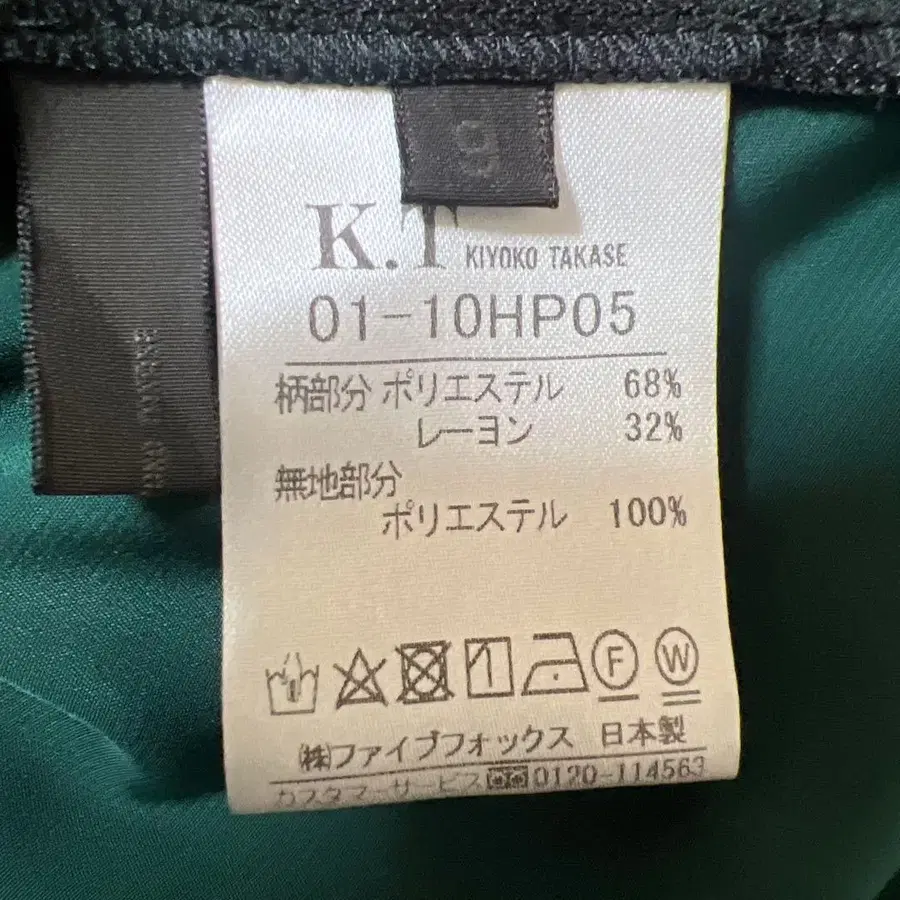 9
K.T KIYOKO TAKASE
01-10HP05
柄部分 ポリエステル 68%
レーヨン 32%
無地部分
ポリエステル 100%
F W
(株)ファイブフォックス 日本製
カスタマーサービス 0120-114563